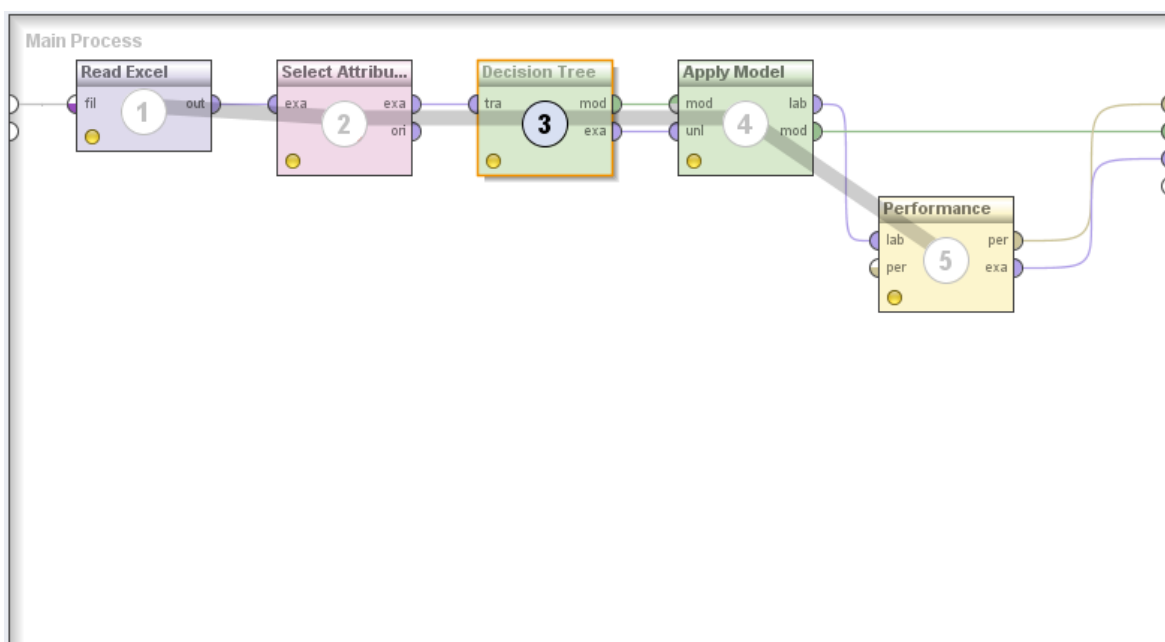 Main Process
Read Excel
fil
out
1
Select Attribu...
exa
exa
ori
2
Decision Tree
tra
mod
exa
3
Apply Model
mod
lab
unl
mod
4
Performance
lab
per
per
exa
5